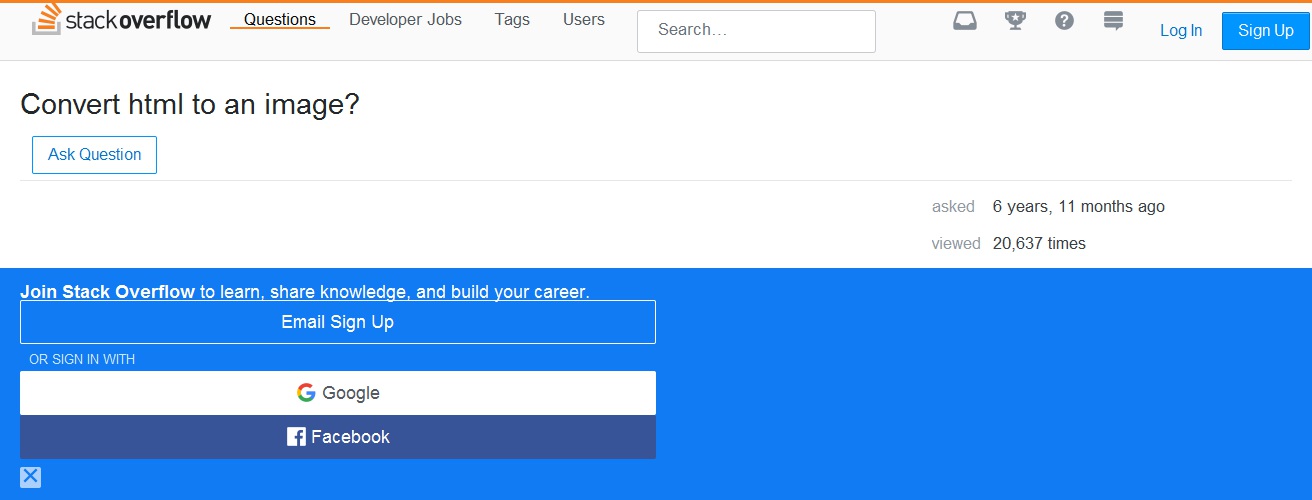 stackoverflow Questions Developer Jobs Tags Users Search... Log In Sign Up
Convert html to an image?
Ask Question
asked 6 years, 11 months ago
viewed 20,637 times
Join Stack Overflow to learn, share knowledge, and build your career.
Email Sign Up
OR SIGN IN WITH
Google
Facebook